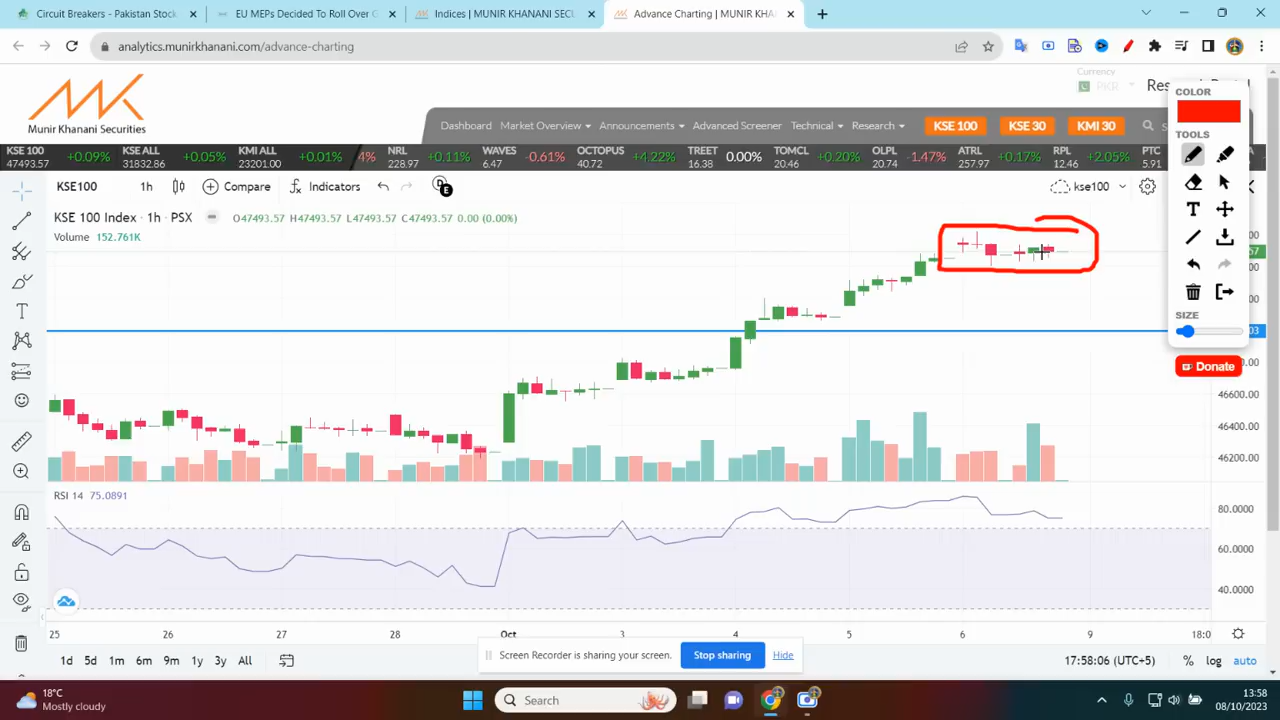 Circuit Breakers - Pakistan Stock
EU MEPs Decided To Roll Over G
Indices | MUNIR KHANANI SECU
Advance Charting | MUNIR KHAN
analytics.munirkhanani.com/advance-charting
Munir Khanani Securities
Currency
PKR
Dashboard Market Overview Announcements Advanced Screener Technical Research KSE 100 KSE 30 KMI 30
KSE 100 47493.57 +0.09% KSE ALL 31832.86 +0.05% KMI ALL 23201.00 +0.01% 4% NRL 228.97 +0.11% WAVES 6.47 -0.61% OCTOPUS 40.72 +4.22% TREET 16.38 0.00% TOMCL 20.46 +0.20% OLPL 20.74 -1.47% ATRL 257.97 +0.17% RPL 12.46 +2.05% PTC 5.91
KSE100 1h Compare Indicators D E kse100
KSE 100 Index · 1h · PSX O47493.57 H47493.57 L47493.57 C47493.57 0.00 (0.00%)
Volume 152.761K
COLOR
TOOLS
SIZE
Donate
46600.00
46400.00
46200.00
RSI 14 75.0891
80.0000
60.0000
40.0000
25 26 27 28 Oct 3 4 5 6 9 18:0
1d 5d 1m 6m 9m 1y 3y All
17:58:06 (UTC+5) % log auto
Screen Recorder is sharing your screen. Stop sharing Hide
18°C
Mostly cloudy
Search
13:58
08/10/2023